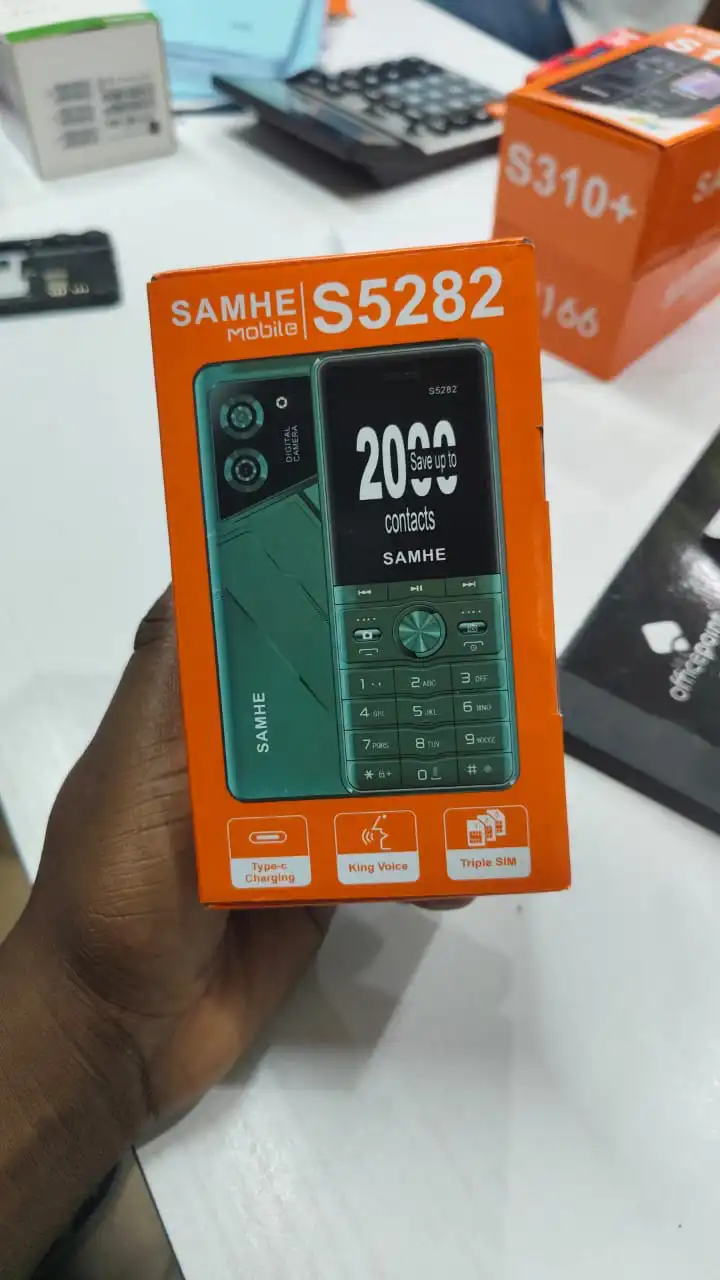 SAMHE
Mobile
S5282
S5282
2000
Save up to
contacts
SAMHE
DIGITAL
CAMERA
SAMHE
1
2 ABC
3 DEF
4 GHI
5 JKL
6 MNO
7 PQRS
8 TUV
9 WXYZ
*
0
#
Type-c
Charging
King Voice
Triple SIM
S310+
166
officepoint